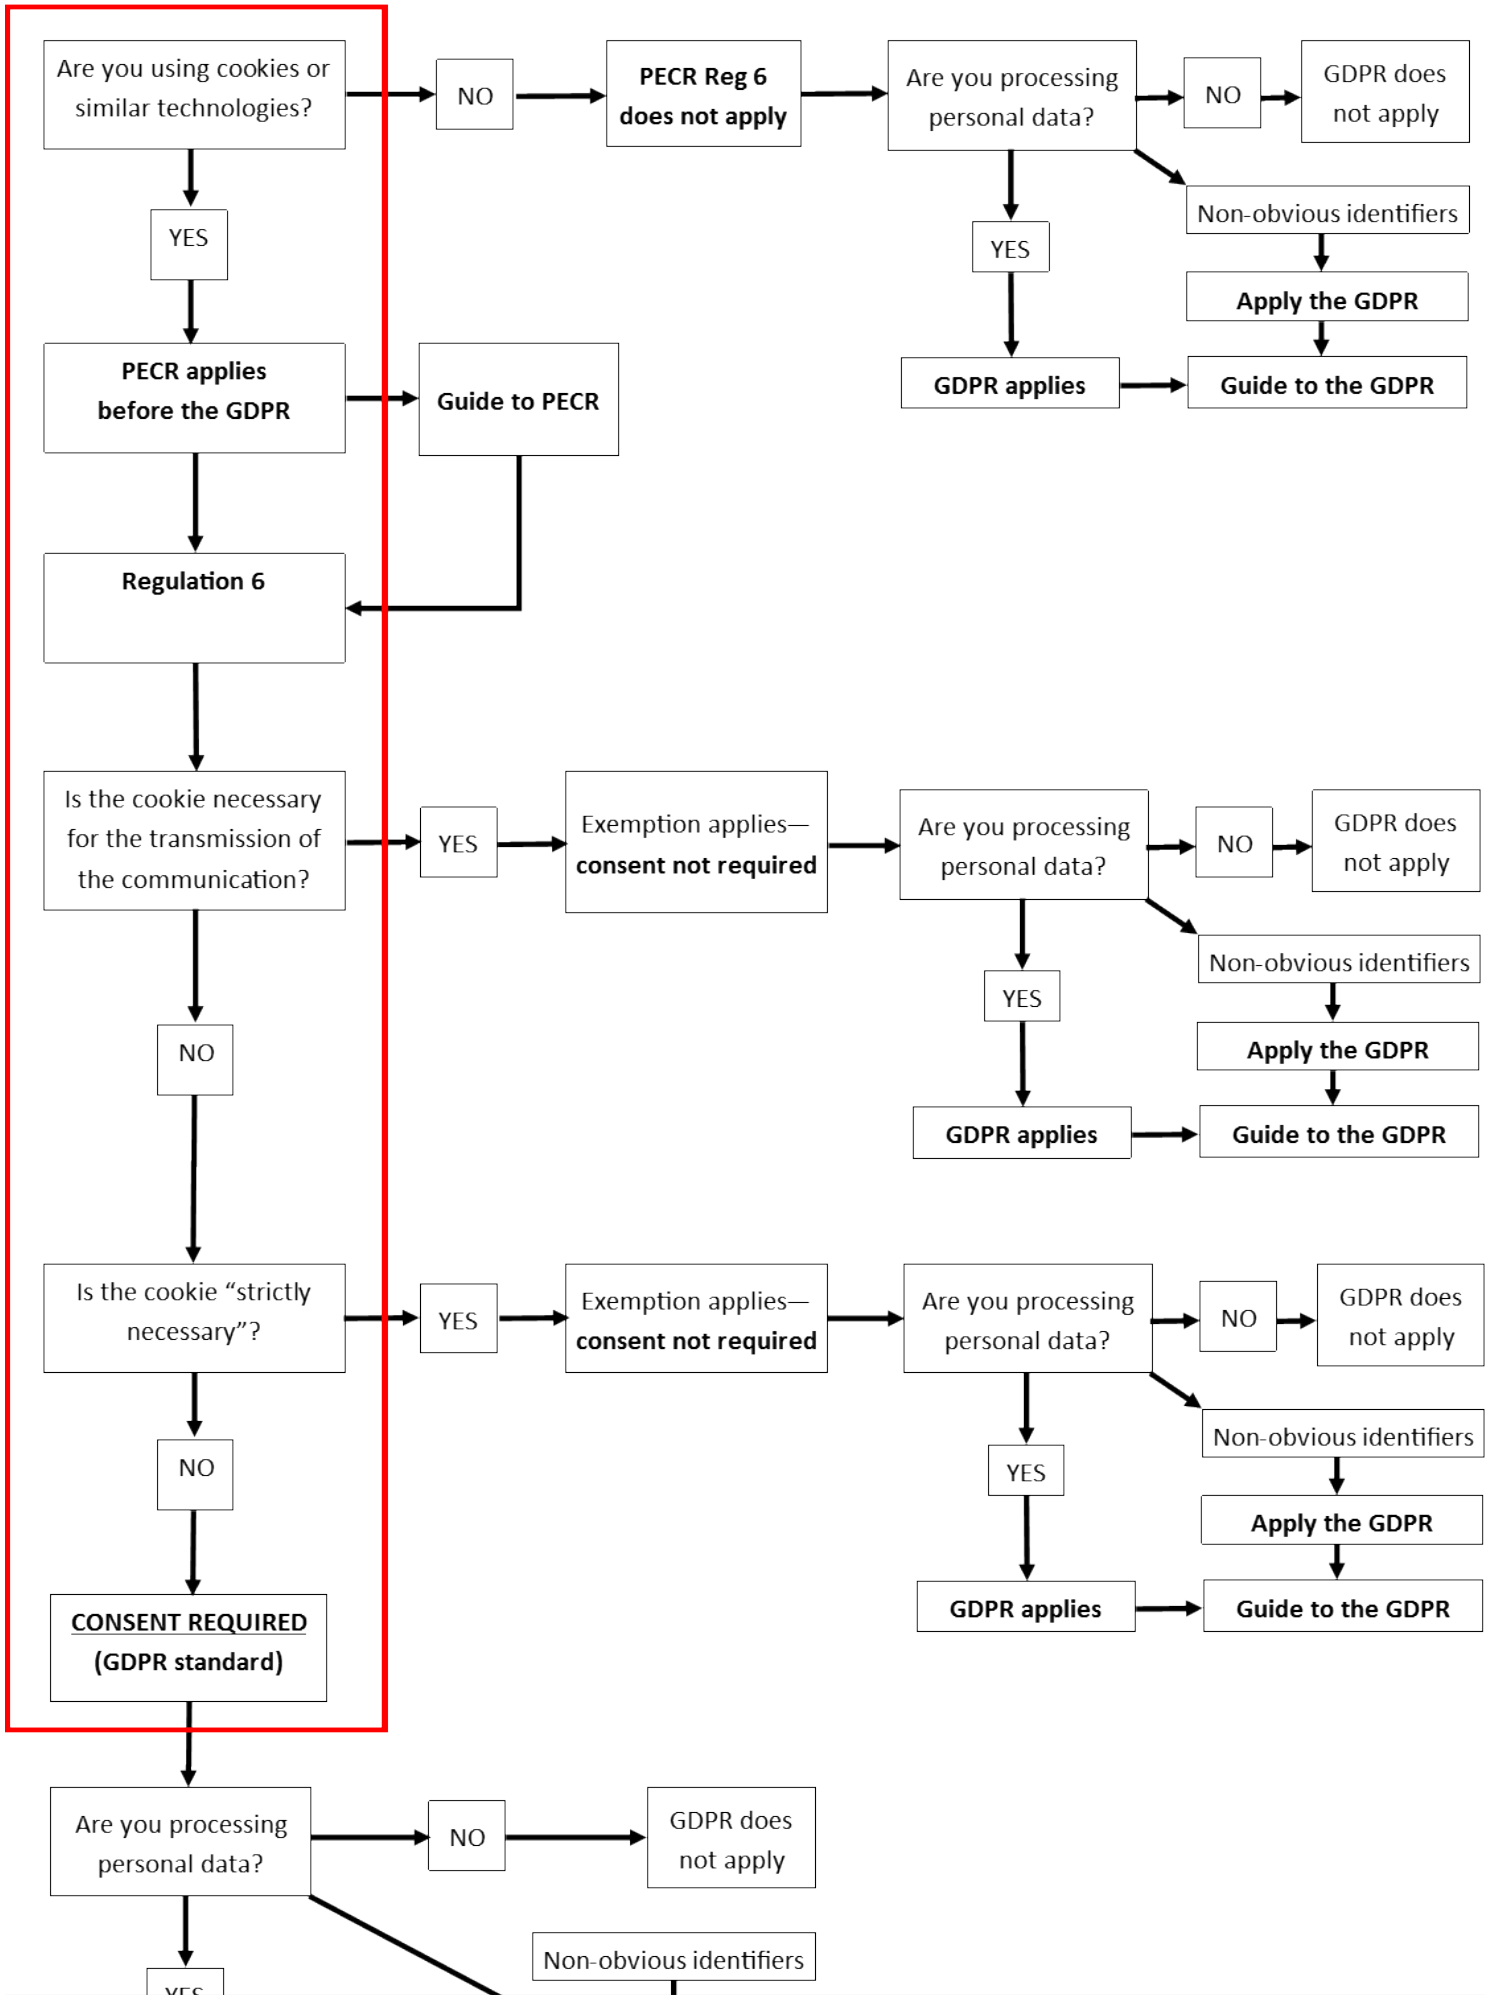 Are you using cookies or
similar technologies?
NO
PECR Reg 6
does not apply
Are you processing
personal data?
NO
GDPR does
not apply
Non-obvious identifiers
YES
YES
Apply the GDPR
GDPR applies
Guide to the GDPR
PECR applies
before the GDPR
Guide to PECR
Regulation 6
Is the cookie necessary
for the transmission of
the communication?
YES
Exemption applies—
consent not required
Are you processing
personal data?
NO
GDPR does
not apply
Non-obvious identifiers
YES
Apply the GDPR
NO
GDPR applies
Guide to the GDPR
Is the cookie “strictly
necessary”?
YES
Exemption applies—
consent not required
Are you processing
personal data?
NO
GDPR does
not apply
Non-obvious identifiers
YES
NO
Apply the GDPR
GDPR applies
Guide to the GDPR
CONSENT REQUIRED
(GDPR standard)
Are you processing
personal data?
NO
GDPR does
not apply
Non-obvious identifiers
YES